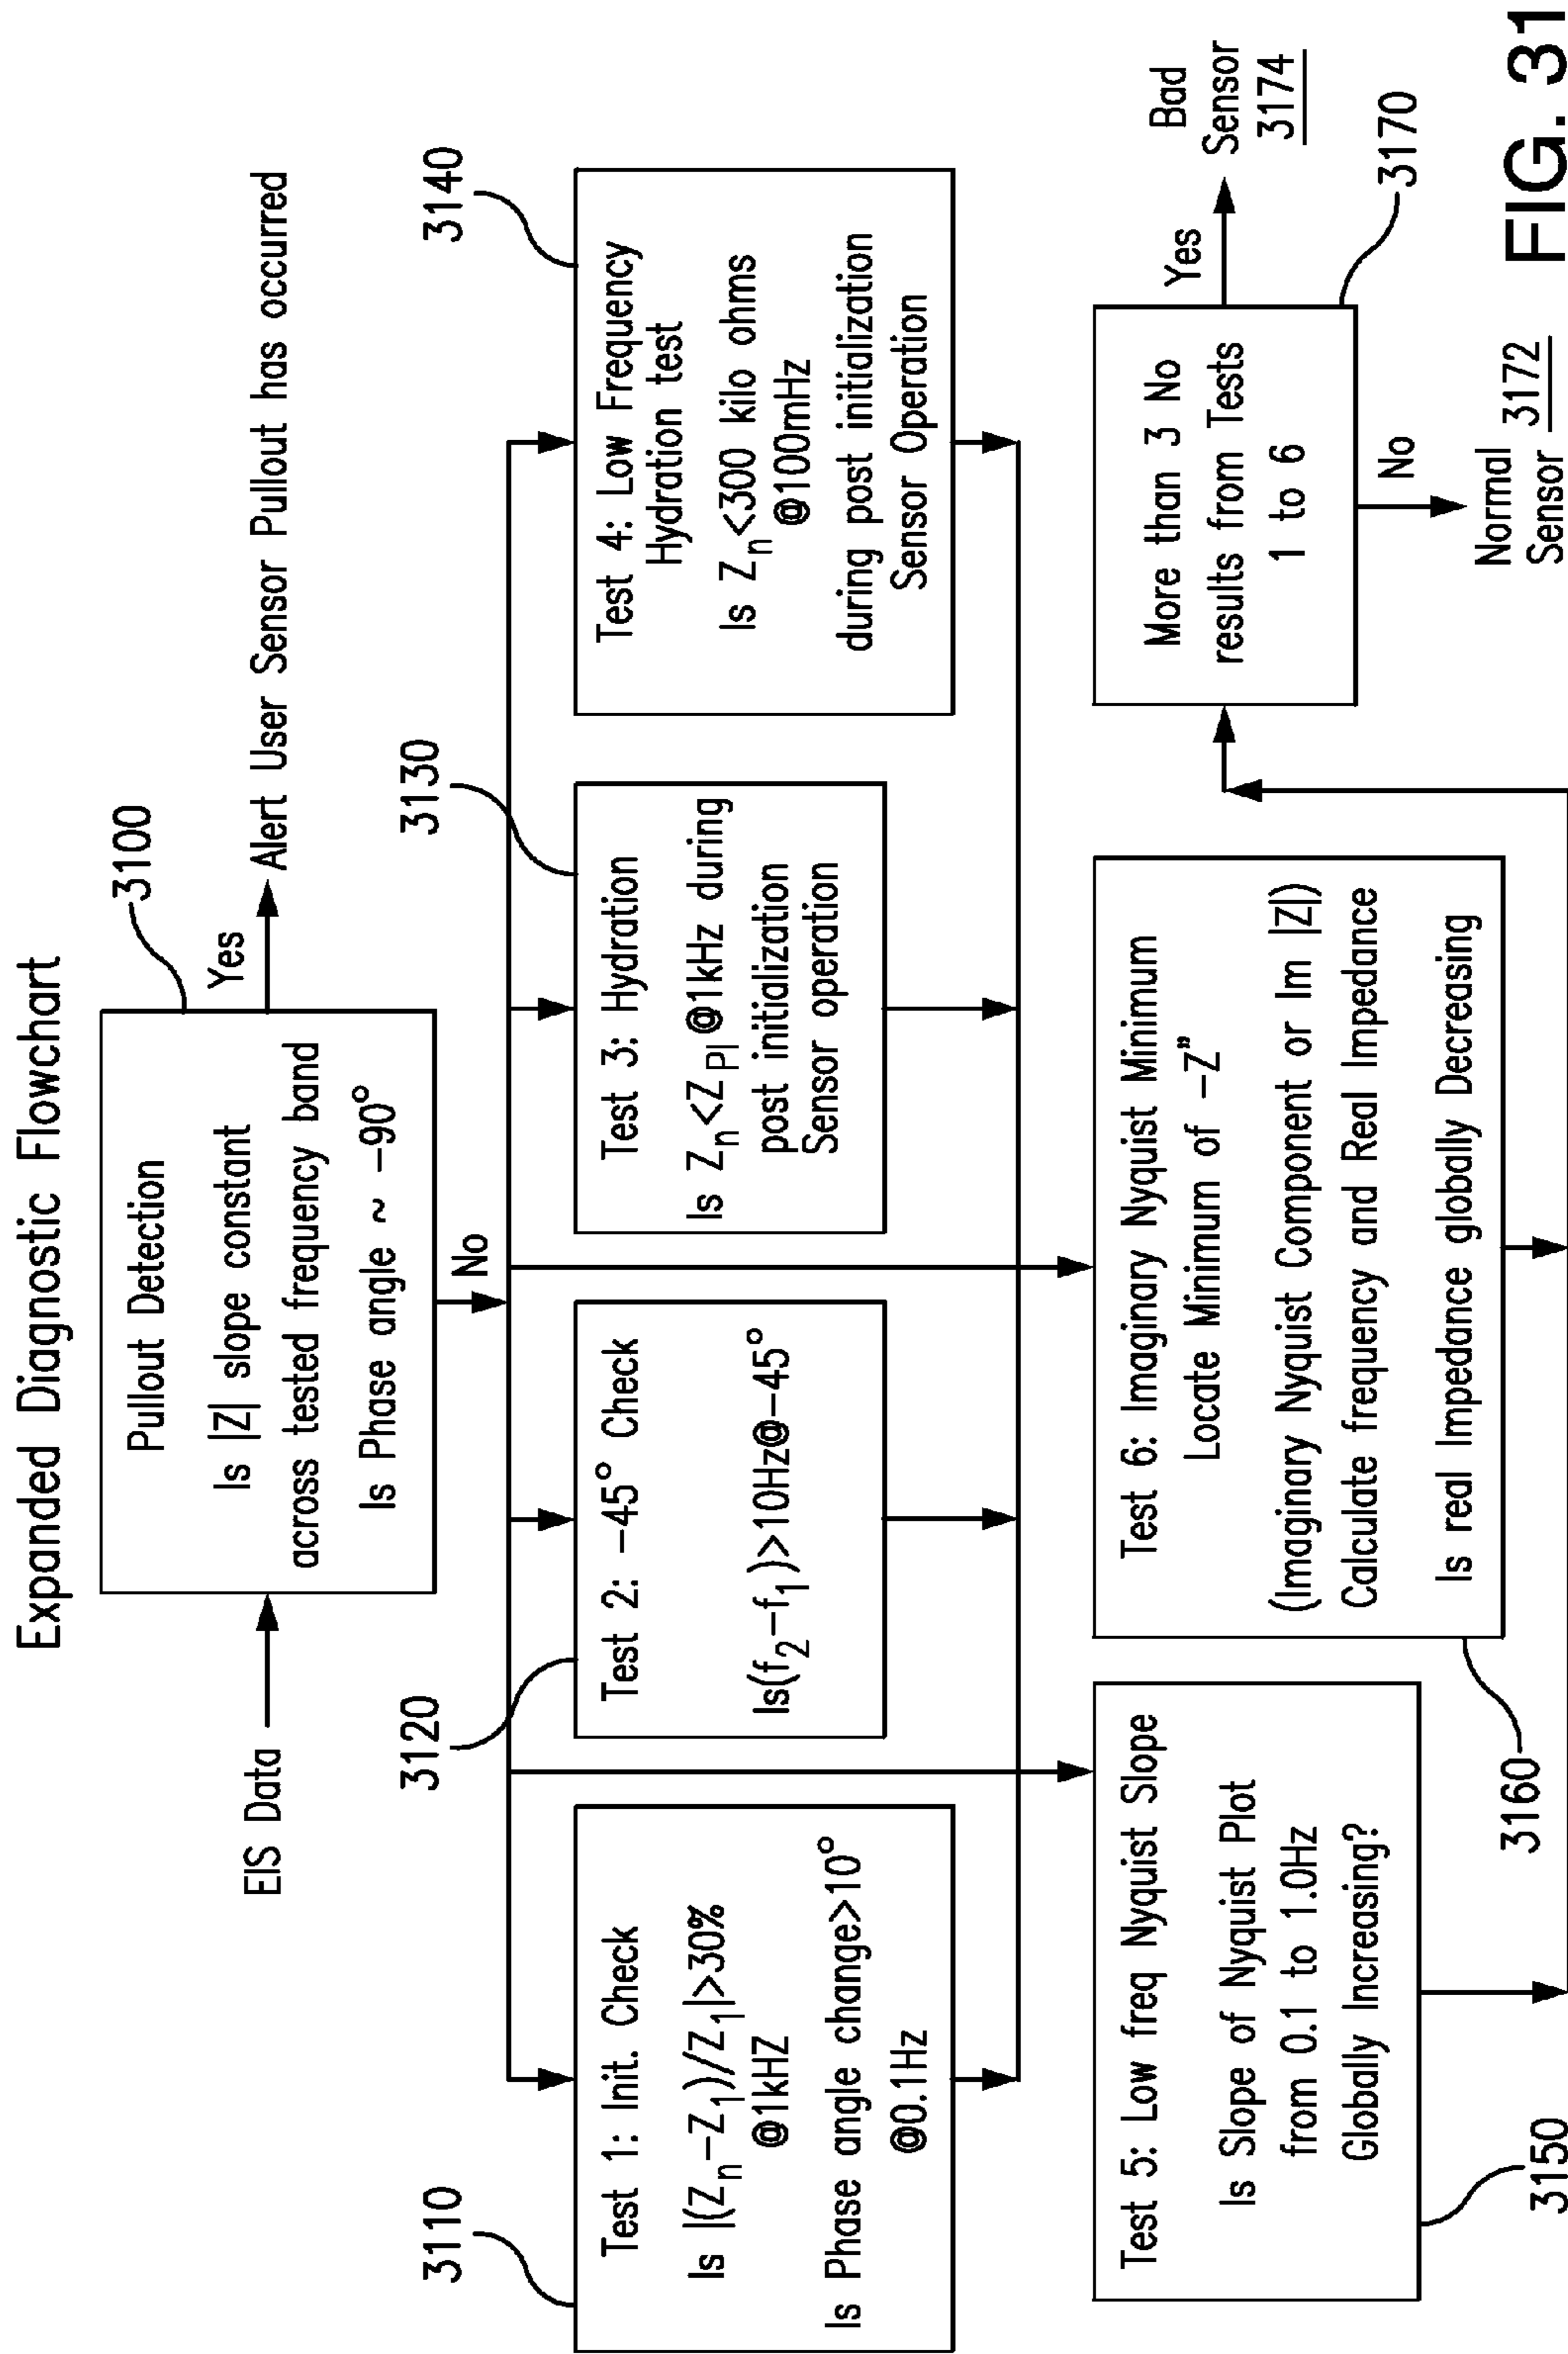 Expanded Diagnostic Flowchart
EIS Data
Pullout Detection
Is |Z| slope constant
across tested frequency band
Is Phase angle ~ −90°
3100
Yes
Alert User Sensor Pullout has occurred
No
3110
Test 1: Init. Check
Is |(Zn−Z1)/Z1|>30%
@1kHZ
Is Phase angle change>10°
@0.1Hz
3120
Test 2: −45° Check
Is(f2−f1)>10Hz@−45°
3130
Test 3: Hydration
Is Zn<ZPI@1kHz during
post initialization
Sensor operation
3140
Test 4: Low Frequency
Hydration test
Is Zn<300 kilo ohms
@100mHz
during post initialization
Sensor Operation
Test 5: Low freq Nyquist Slope
Is Slope of Nyquist Plot
from 0.1 to 1.0Hz
Globally Increasing?
3150
Test 6: Imaginary Nyquist Minimum
Locate Minimum of −Z”
(Imaginary Nyquist Component or Im |Z|)
Calculate frequency and Real Impedance
Is real Impedance globally Decreasing
3160
More than 3 No
results from Tests
1 to 6
3170
Yes
Bad
Sensor
3174
No
Normal
Sensor 3172
FIG. 31